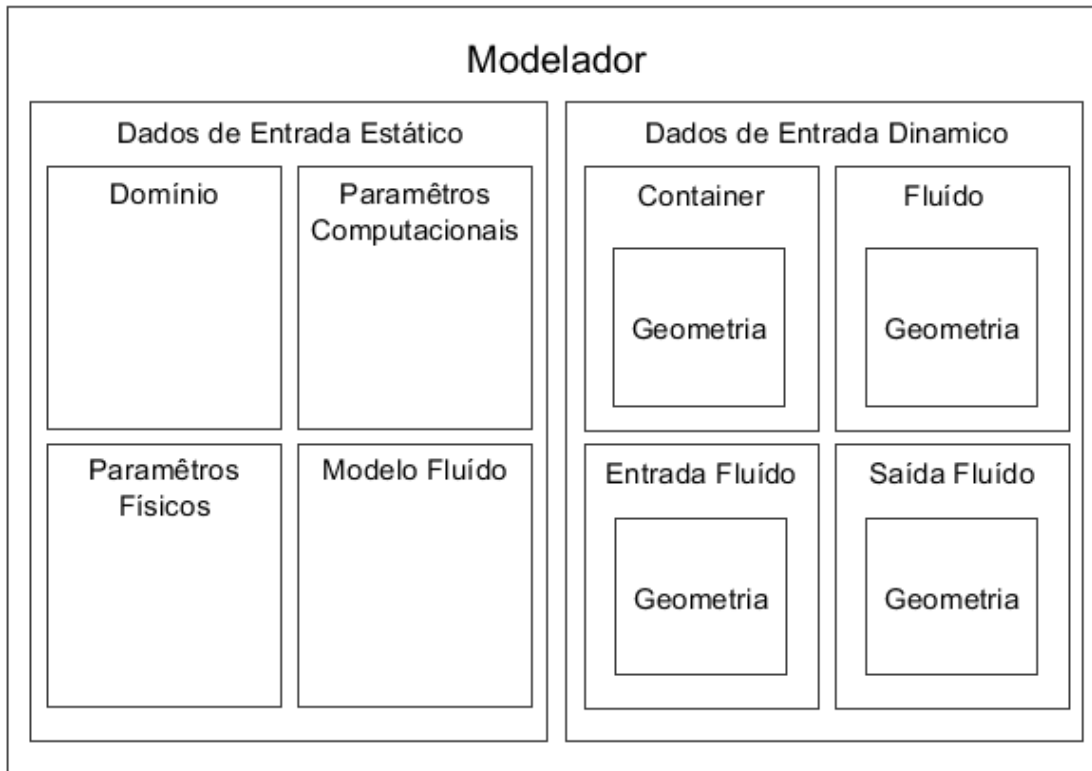 Modelador
Dados de Entrada Estático
Domínio
Paramêtros
Computacionais
Paramêtros
Físicos
Modelo Fluído
Dados de Entrada Dinamico
Container
Geometria
Fluído
Geometria
Entrada Fluído
Geometria
Saída Fluído
Geometria